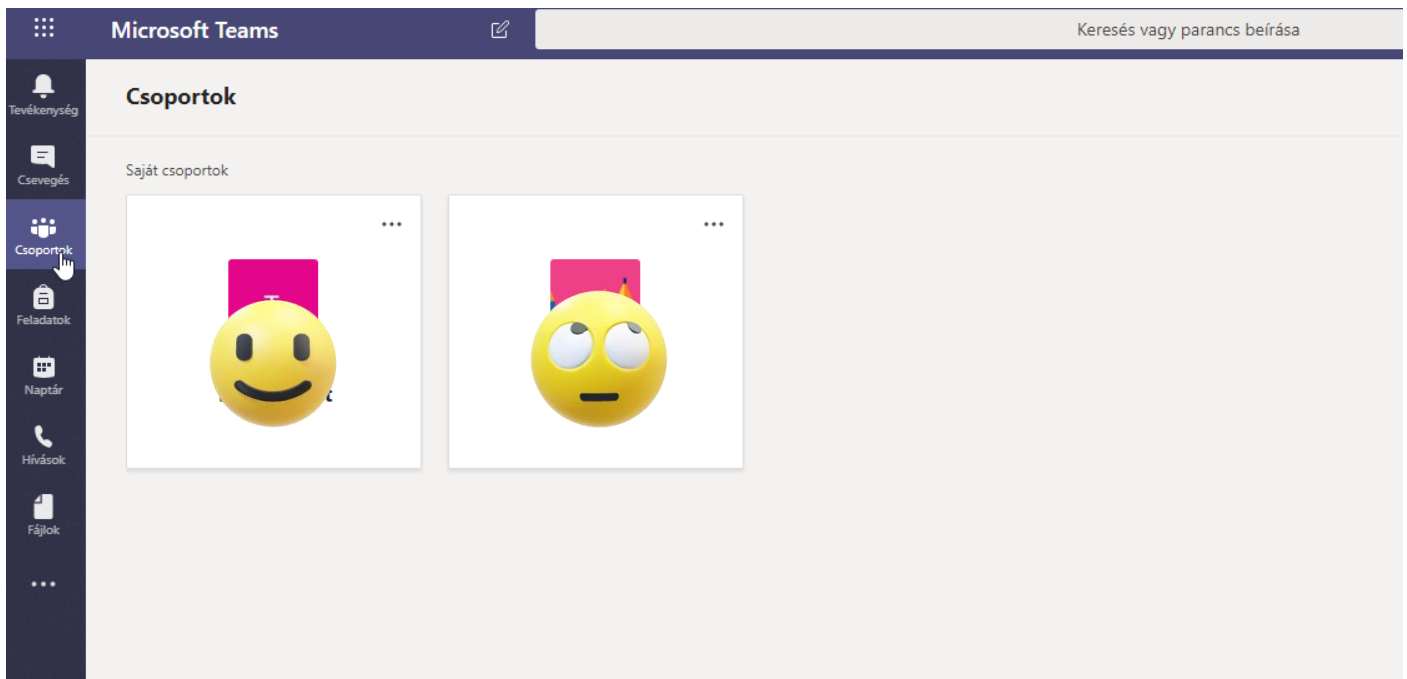 Microsoft Teams
Keresés vagy parancs beírása
Tevékenység
Csevegés
Csoportok
Feladatok
Naptár
Hívások
Fájlok
Csoportok
Saját csoportok